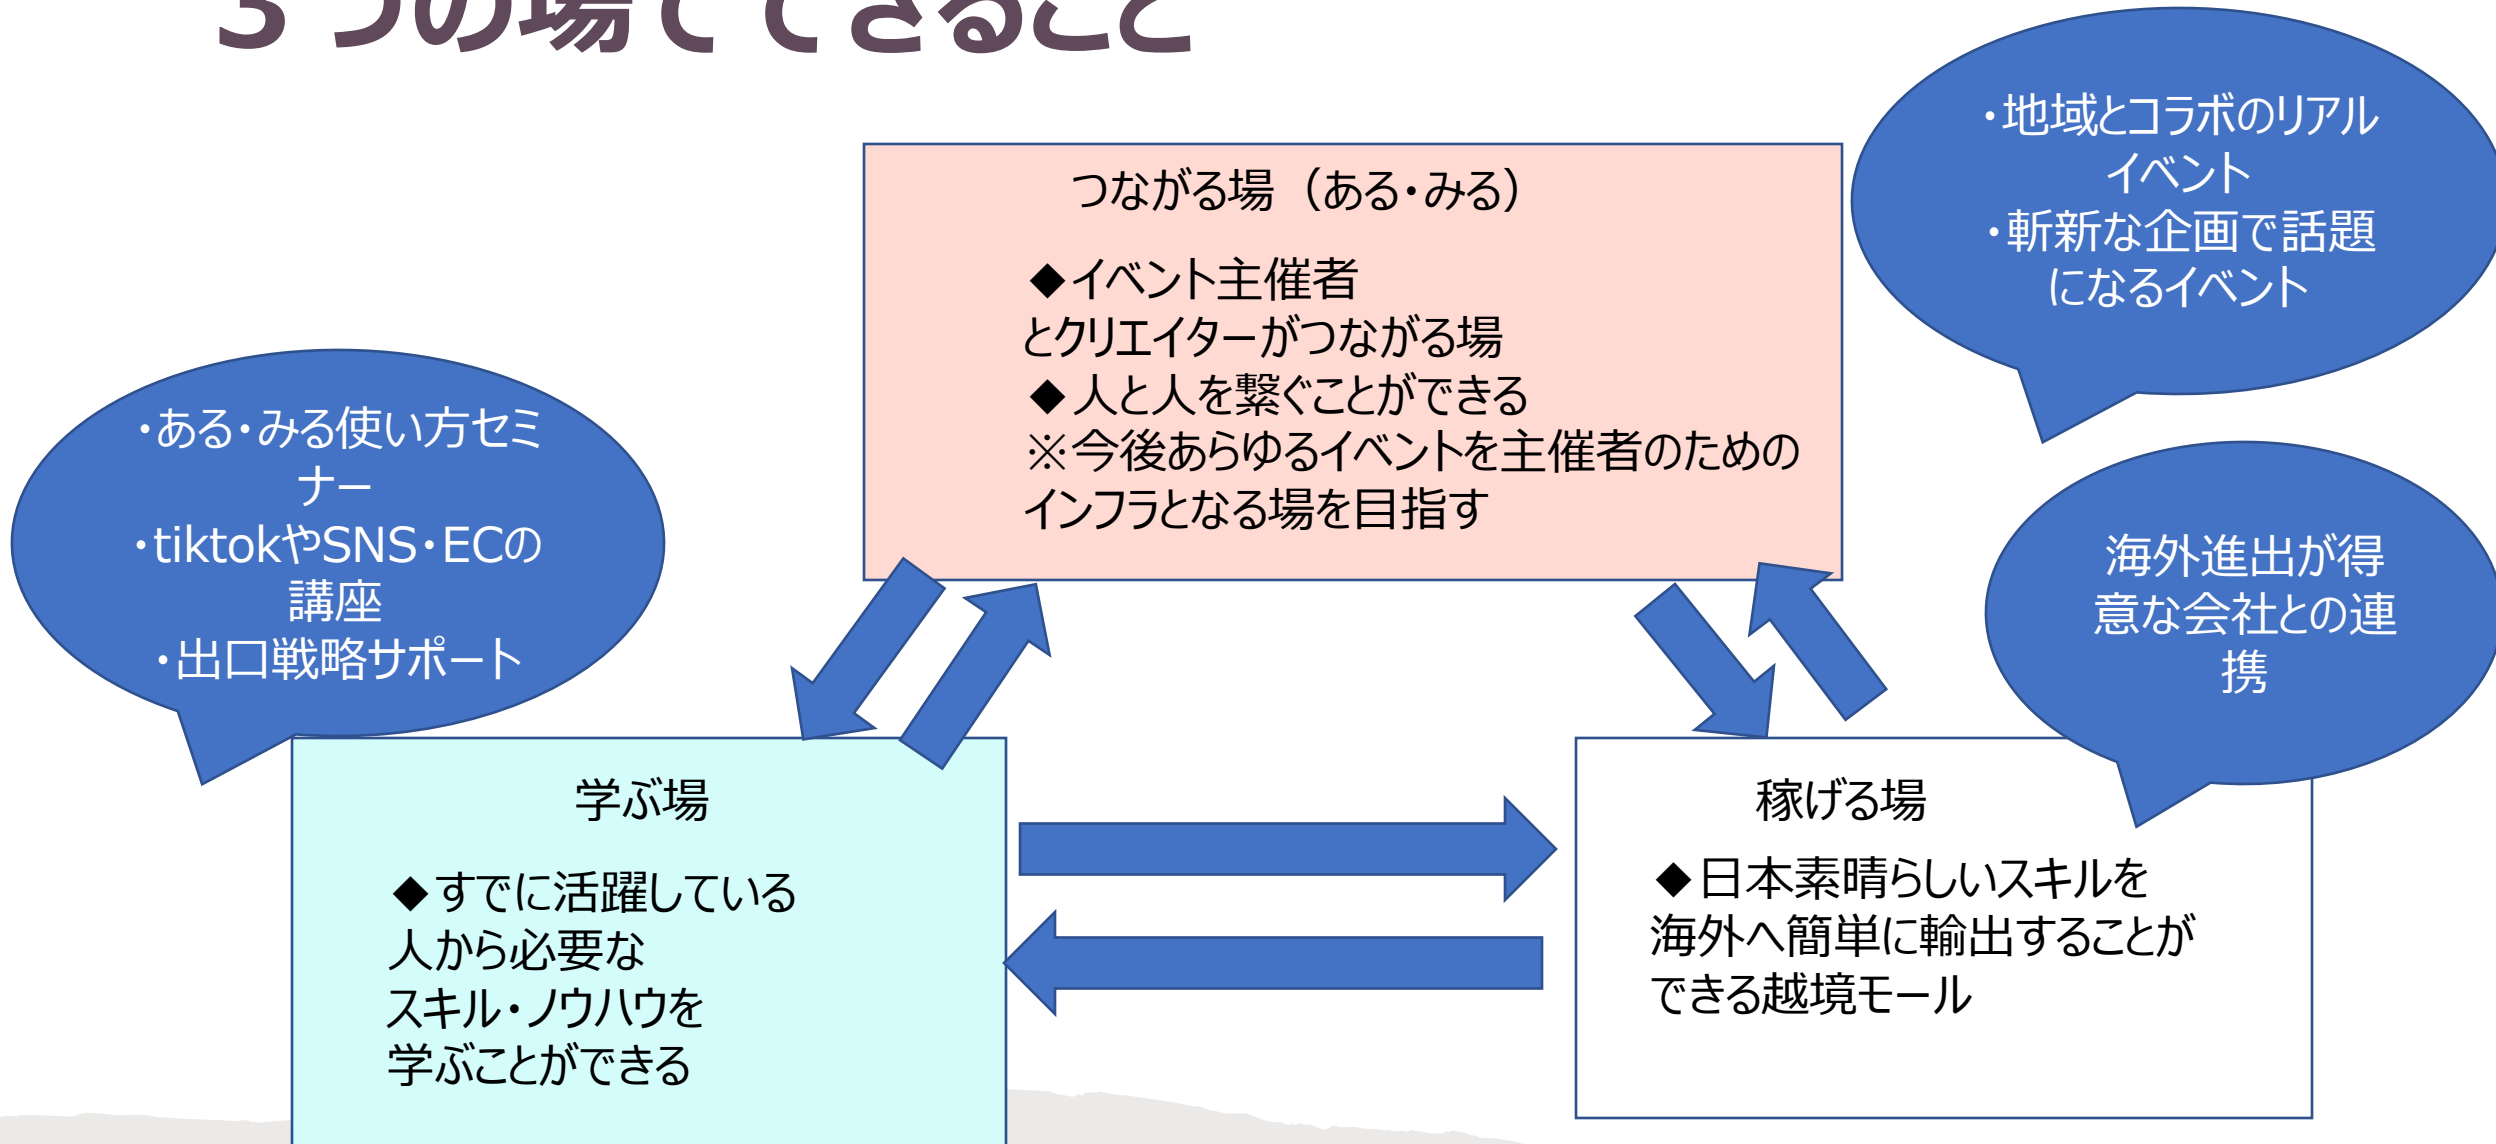 3つの場でできること
・地域とコラボのリアル
イベント
・斬新な企画で話題
になるイベント
つながる場（ある・みる）
◆イベント主催者
とクリエイターがつながる場
◆人と人を繋ぐことができる
※今後あらゆるイベントを主催者のための
インフラとなる場を目指す
・ある・みる使い方セミ
ナー
・tiktokやSNS・ECの
講座
・出口戦略サポート
海外進出が得
意な会社との連
携
学ぶ場
◆すでに活躍している
人から必要な
スキル・ノウハウを
学ぶことができる
稼げる場
◆日本素晴らしいスキルを
海外へ簡単に輸出することが
できる越境モール